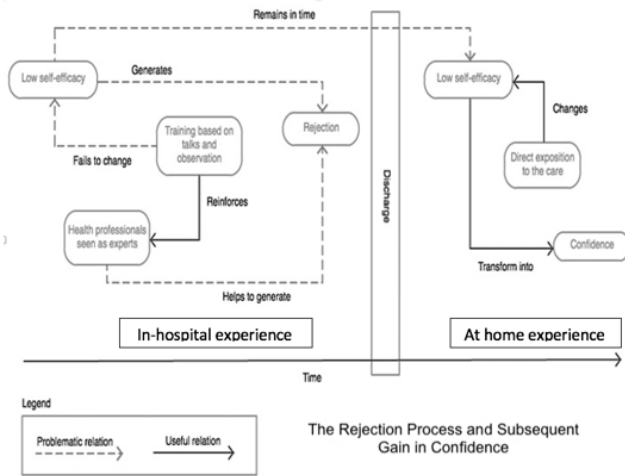 Remains in time
Generates
Low self-efficacy
Low self-efficacy
Changes
Training based on
talks and
observation
Rejection
Fails to change
Direct exposition
to the care
Discharge
Reinforces
Health professionals
seen as experts
Confidence
Transform into
Helps to generate
In-hospital experience
At home experience
Time
Legend
Problematic relation
Useful relation
The Rejection Process and Subsequent
Gain in Confidence